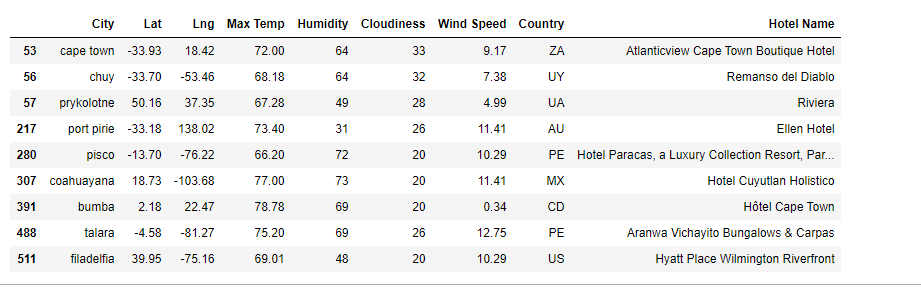 City Lat Lng Max Temp Humidity Cloudiness Wind Speed Country Hotel Name
53 cape town -33.93 18.42 72.00 64 33 9.17 ZA Atlanticview Cape Town Boutique Hotel
56 chuy -33.70 -53.46 68.18 64 32 7.38 UY Remanso del Diablo
57 prykolotne 50.16 37.35 67.28 49 28 4.99 UA Riviera
217 port pirie -33.18 138.02 73.40 31 26 11.41 AU Ellen Hotel
280 pisco -13.70 -76.22 66.20 72 20 10.29 PE Hotel Paracas, a Luxury Collection Resort, Par...
307 coahuayana 18.73 -103.68 77.00 73 20 11.41 MX Hotel Cuyutlan Holistico
391 bumba 2.18 22.47 78.78 69 20 0.34 CD Hôtel Cape Town
488 talara -4.58 -81.27 75.20 69 26 12.75 PE Aranwa Vichayito Bungalows & Carpas
511 filadelfia 39.95 -75.16 69.01 48 20 10.29 US Hyatt Place Wilmington Riverfront